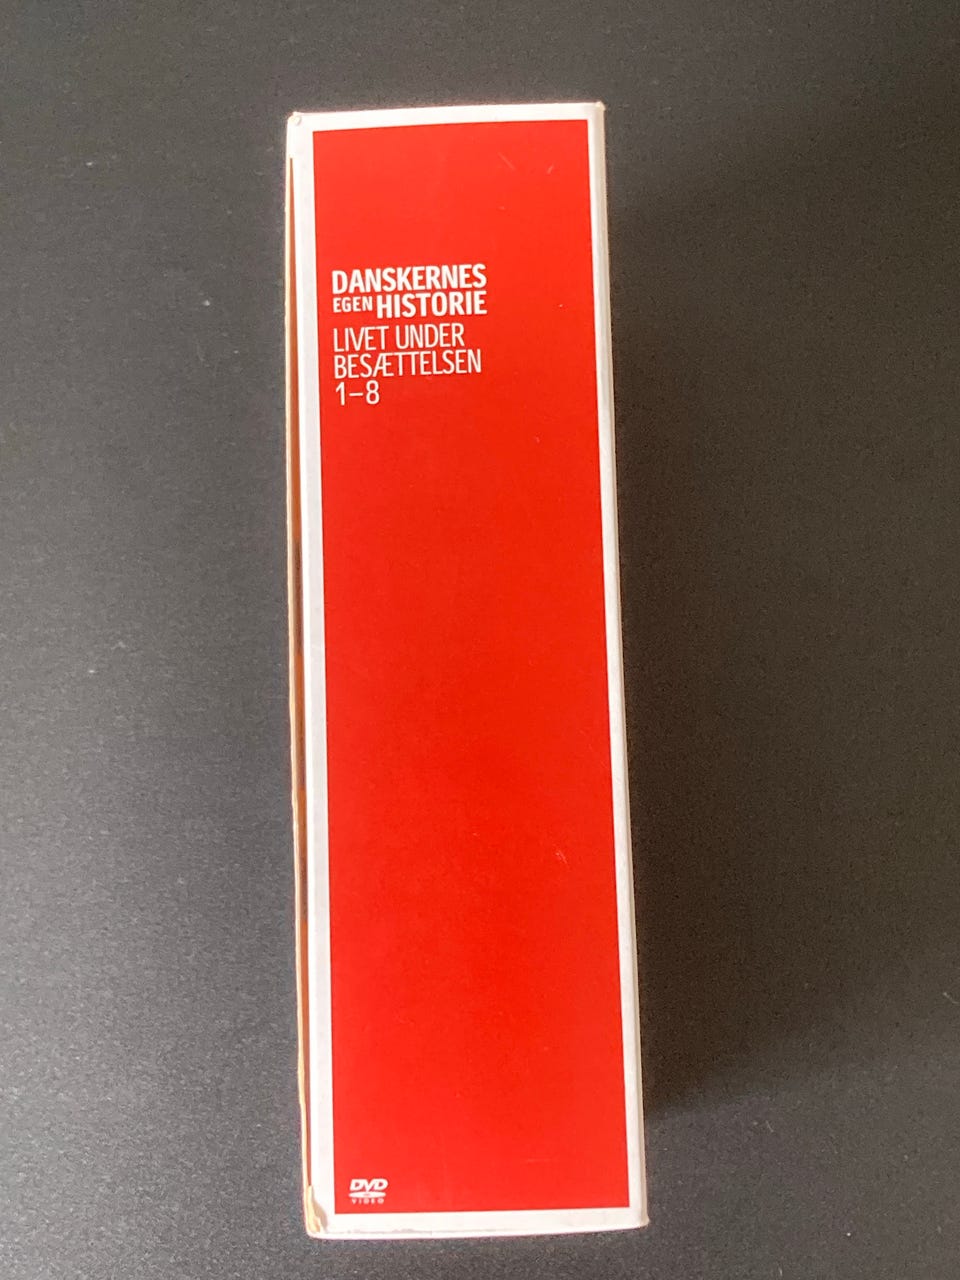 DANSKERNES
EGEN HISTORIE
LIVET UNDER
BESÆTTELSEN
1–8
DVD
VIDEO